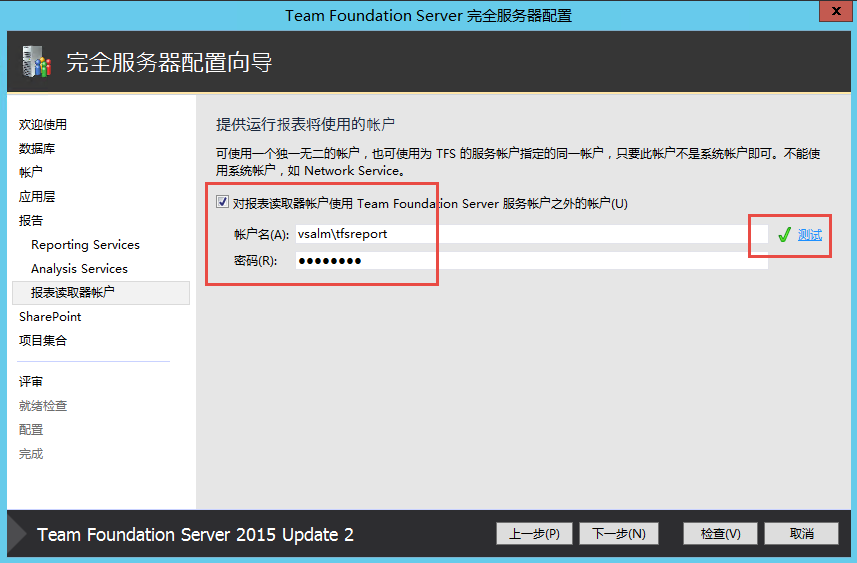 Team Foundation Server 完全服务器配置
完全服务器配置向导
欢迎使用
数据库
帐户
应用层
报告
Reporting Services
Analysis Services
报表读取器帐户
SharePoint
项目集合
评审
就绪检查
配置
完成
提供运行报表将使用的帐户
可使用一个独一无二的帐户，也可使用为 TFS 的服务帐户指定的同一帐户，只要此帐户不是系统帐户即可。不能使
用系统帐户，如 Network Service。
对报表读取器帐户使用 Team Foundation Server 服务帐户之外的帐户(U)
帐户名(A): vsalm\tfsreport 测试
密码(R): ●●●●●●●●
Team Foundation Server 2015 Update 2
上一步(P) 下一步(N) 检查(V) 取消